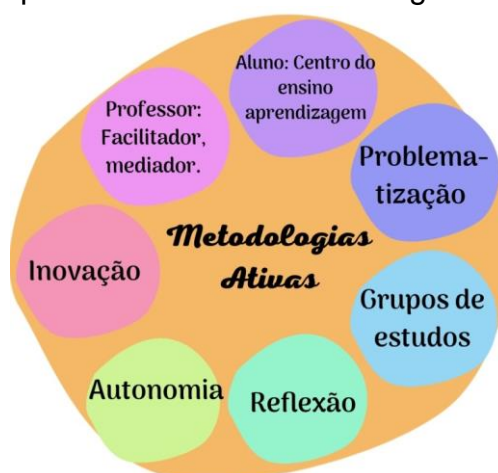 Aluno: Centro do
ensino
aprendizagem
Professor:
Facilitador,
mediador.
Problema-
tização
Metodologias
Ativas
Inovação
Grupos de
estudos
Autonomia
Reflexão